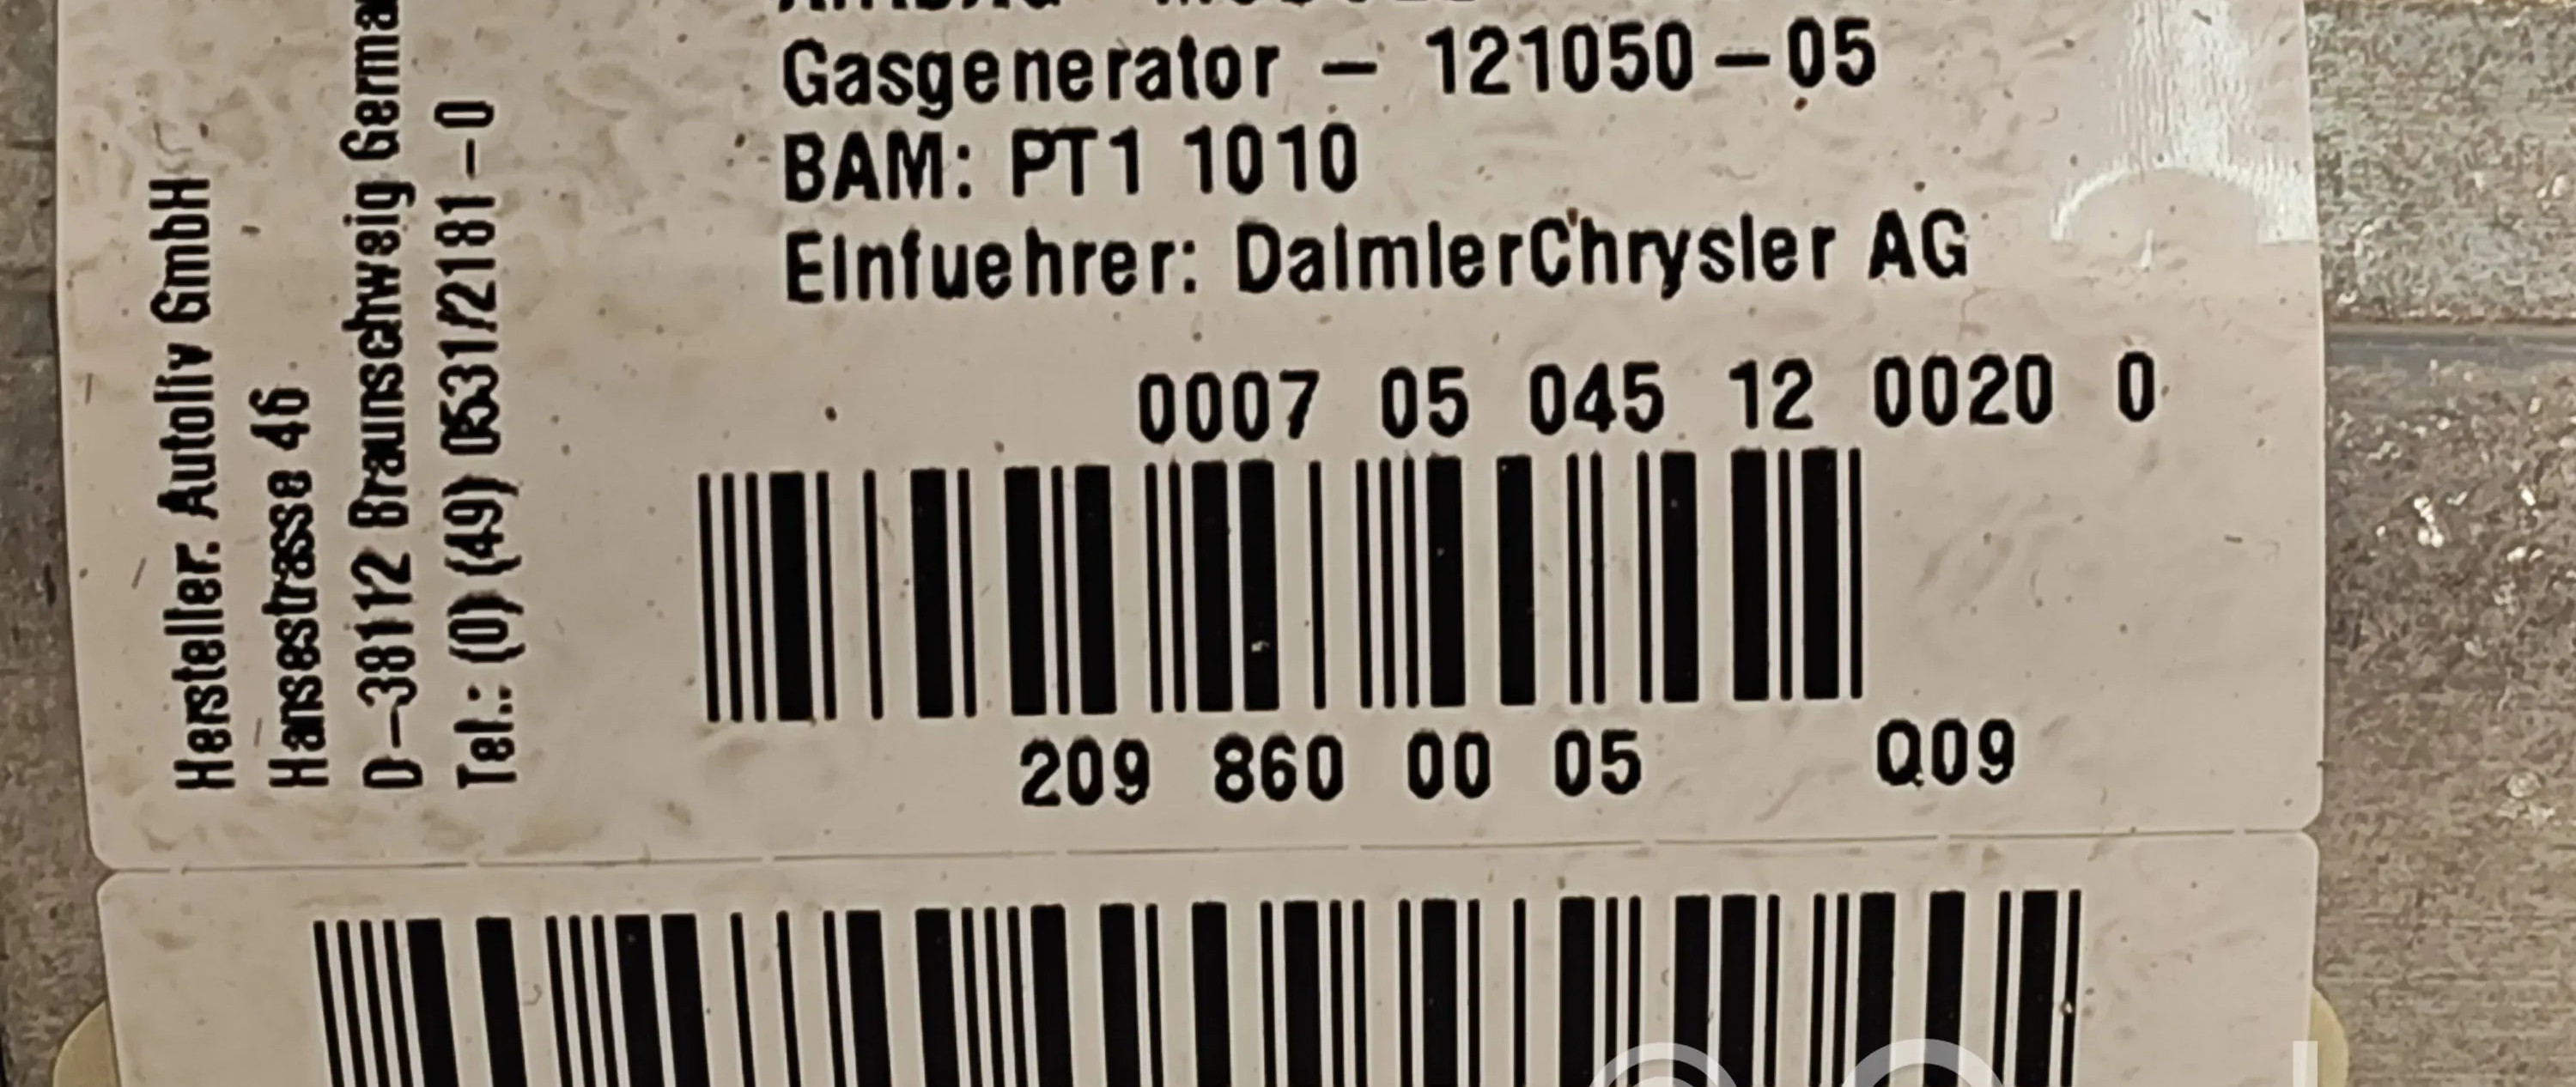 Gasgenerator – 121050–05
BAM: PT1 1010
Einfuehrer: DaimlerChrysler AG
0007 05 045 12 0020 0
209 860 00 05 Q09
Hersteller. Autoliv GmbH
Hansestrasse 46
D–38112 Braunschweig
Tel.: (0) (49) 0531/2181–0